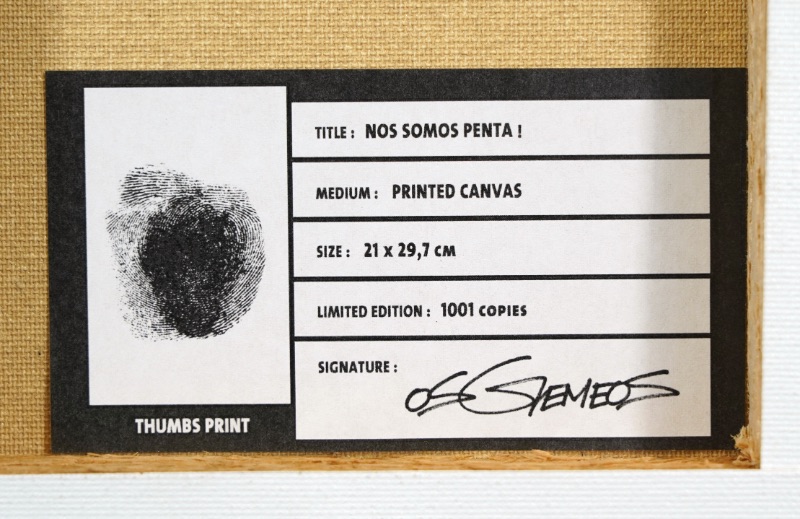 TITLE: NOS SOMOS PENTA !
MEDIUM: PRINTED CANVAS
SIZE: 21 x 29,7 CM
LIMITED EDITION: 1001 COPIES
SIGNATURE:
OSGEMEOS
THUMBS PRINT